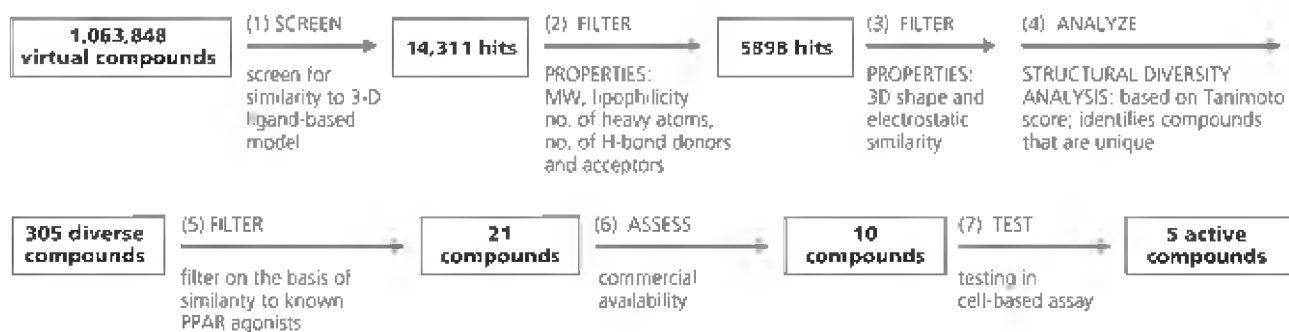 1,063,848
virtual compounds
(1) SCREEN
screen for
similarity to 3-D
ligand-based
model
14,311 hits
(2) FILTER
PROPERTIES:
MW, lipophilicity
no. of heavy atoms,
no. of H-bond donors
and acceptors
5898 hits
(3) FILTER
PROPERTIES:
3D shape and
electrostatic
similarity
(4) ANALYZE
STRUCTURAL DIVERSITY
ANALYSIS: based on Tanimoto
score; identifies compounds
that are unique
305 diverse
compounds
(5) FILTER
filter on the basis of
similarity to known
PPAR agonists
21
compounds
(6) ASSESS
commercial
availability
10
compounds
(7) TEST
testing in
cell-based assay
5 active
compounds